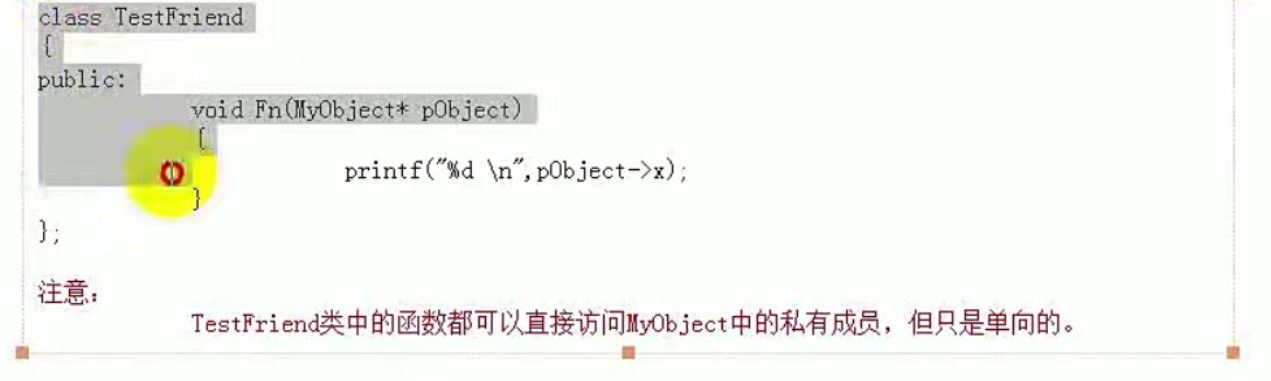 class TestFriend
{
public:
void Fn(MyObject* pObject)
{
printf("%d \n",pObject->x);
}
};
注意:
TestFriend类中的函数都可以直接访问MyObject中的私有成员，但只是单向的。